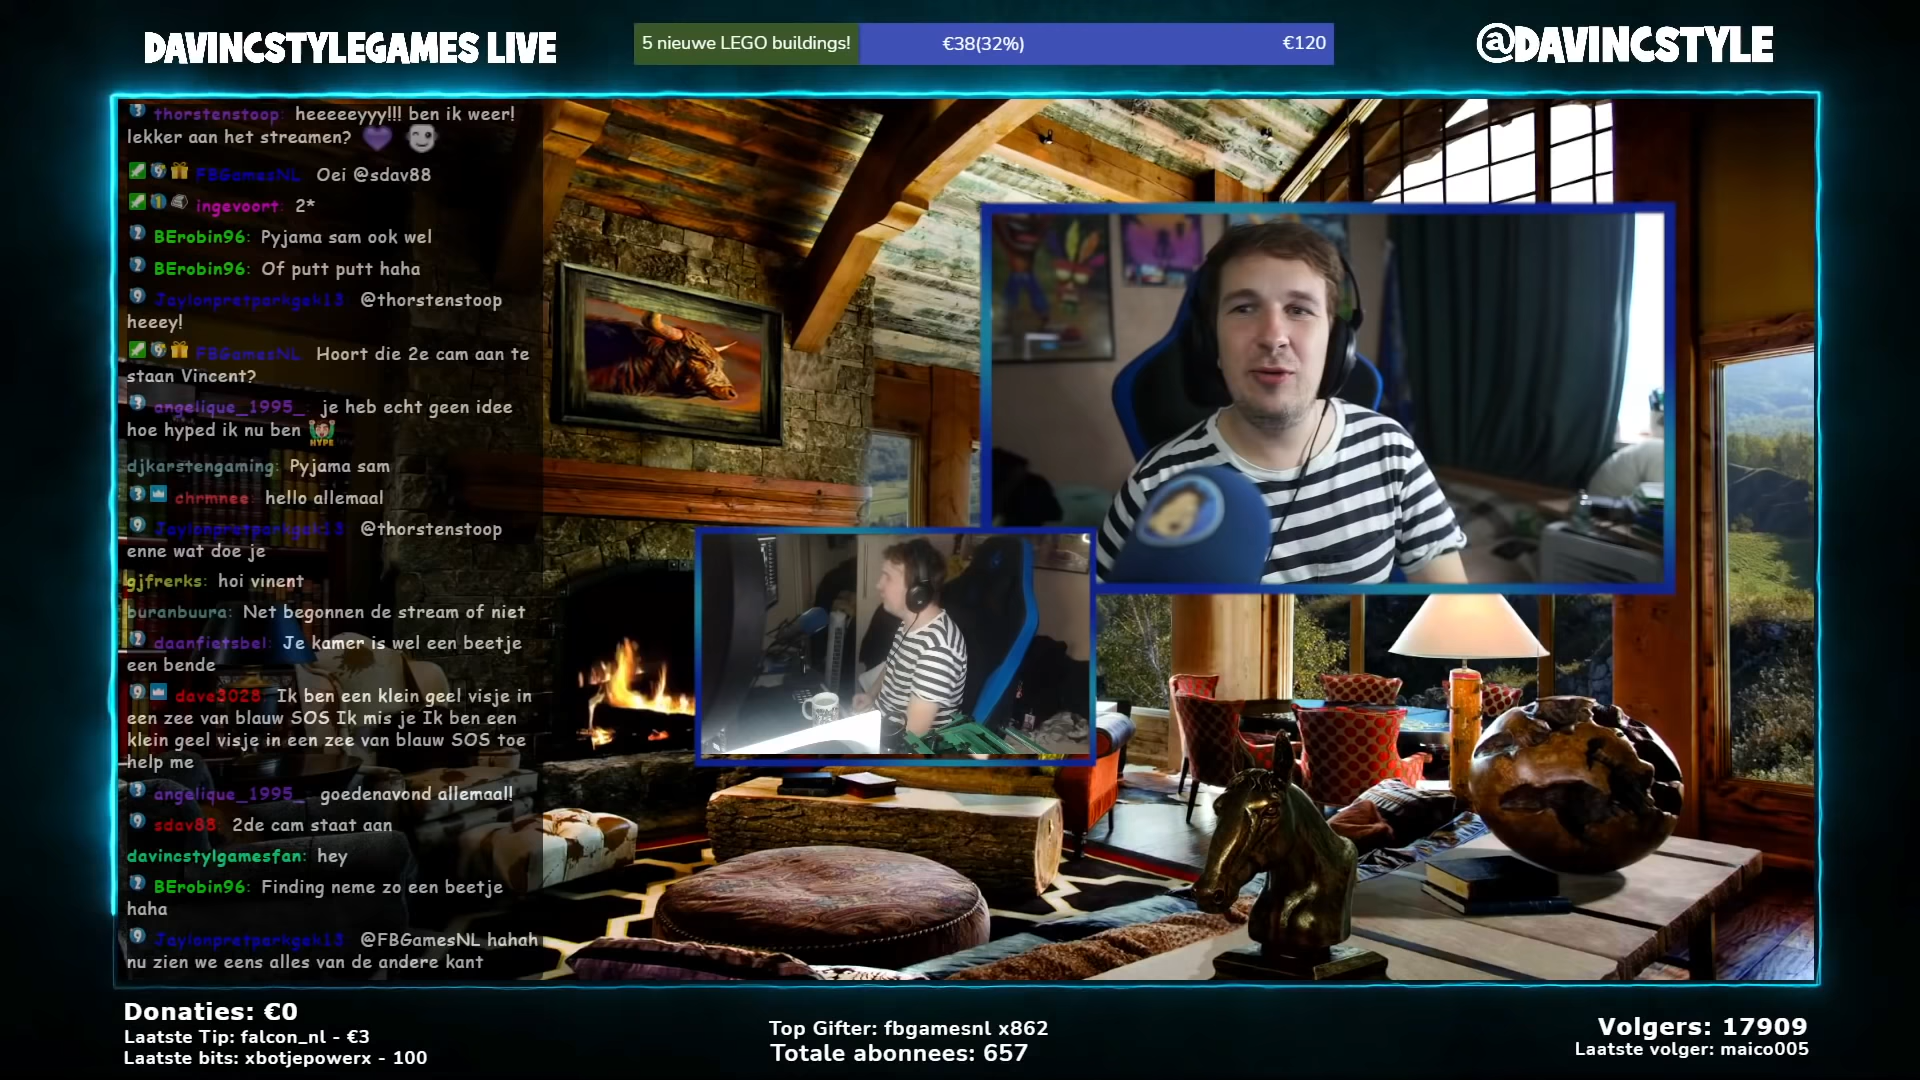 DAVINCSTYLEGAMES LIVE
5 nieuwe LEGO buildings! €38(32%) €120
@DAVINCSTYLE
thorstenstoop: heeeeeyyy!!! ben ik weer!
lekker aan het streamen?
FBGamesNL: Oei @sdav88
ingevoort: 2*
BErobin96: Pyjama sam ook wel
BErobin96: Of putt putt haha
Jaylonpretparkgek13: @thorstenstoop
heeey!
FBGamesNL: Hoort die 2e cam aan te
staan Vincent?
angelique_1995_: je heb echt geen idee
hoe hyped ik nu ben HYPE
djkarstengaming: Pyjama sam
chrmnee: hello allemaal
Jaylonpretparkgek13: @thorstenstoop
enne wat doe je
gjfrerks: hoi vinent
buranbuura: Net begonnen de stream of niet
daanfietsbel: Je kamer is wel een beetje
een bende
dave3028: Ik ben een klein geel visje in
een zee van blauw SOS Ik mis je Ik ben een
klein geel visje in een zee van blauw SOS toe
help me
angelique_1995_: goedenavond allemaal!
sdav88: 2de cam staat aan
davincstylgamesfan: hey
BErobin96: Finding neme zo een beetje
haha
Jaylonpretparkgek13: @FBGamesNL hahah
nu zien we eens alles van de andere kant
Donaties: €0
Laatste Tip: falcon_nl - €3
Laatste bits: xbotjepowerx - 100
Top Gifter: fbgamesnl x862
Totale abonnees: 657
Volgers: 17909
Laatste volger: maico005